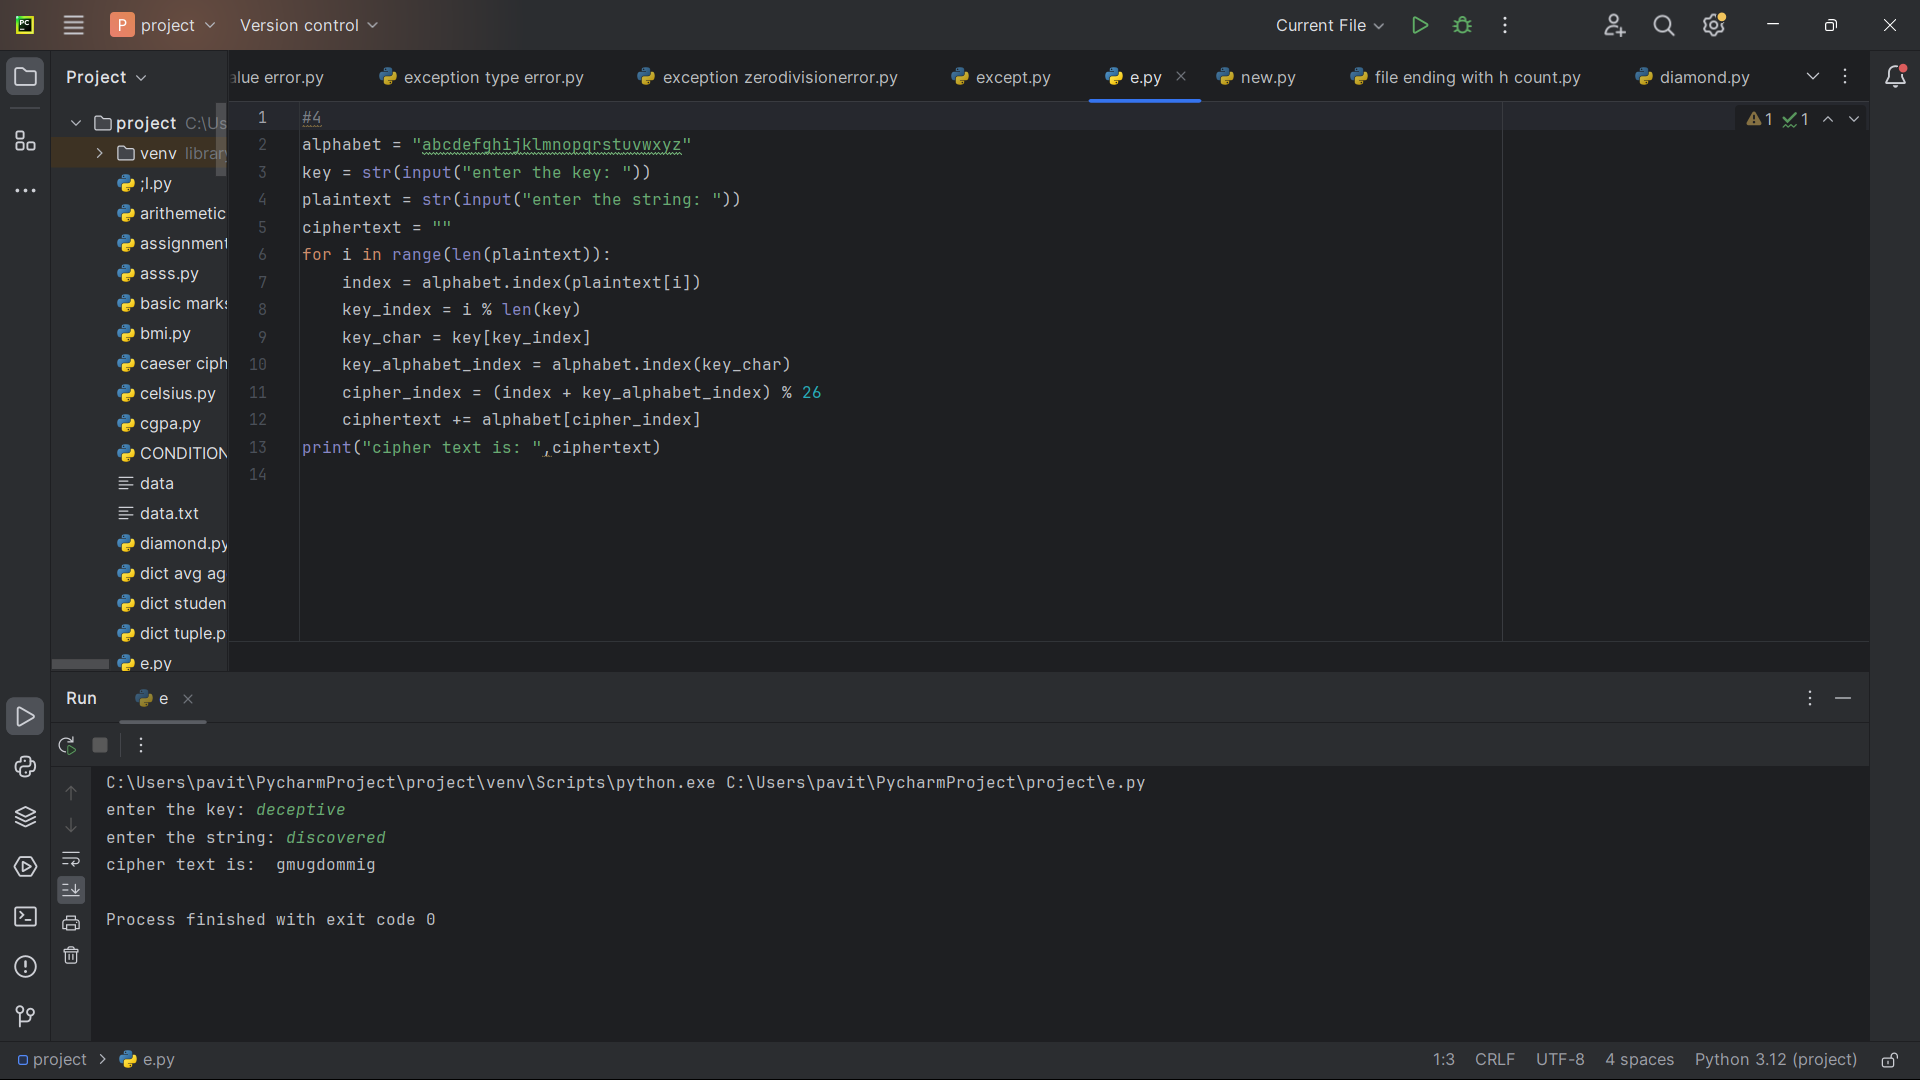 PC
P project
Version control
Current File
Project
alue error.py
exception type error.py
exception zerodivisionerror.py
except.py
e.py
new.py
file ending with h count.py
diamond.py
project C:\Us
venv library
;l.py
arithemetic
assignment
asss.py
basic marks
bmi.py
caeser ciph
celsius.py
cgpa.py
CONDITION
data
data.txt
diamond.py
dict avg ag
dict studen
dict tuple.p
e.py
1 #4
2 alphabet = "abcdefghijklmnopqrstuvwxyz"
3 key = str(input("enter the key: "))
4 plaintext = str(input("enter the string: "))
5 ciphertext = ""
6 for i in range(len(plaintext)):
7     index = alphabet.index(plaintext[i])
8     key_index = i % len(key)
9     key_char = key[key_index]
10     key_alphabet_index = alphabet.index(key_char)
11     cipher_index = (index + key_alphabet_index) % 26
12     ciphertext += alphabet[cipher_index]
13 print("cipher text is: ",ciphertext)
14
1 1
Run
e
C:\Users\pavit\PycharmProject\project\venv\Scripts\python.exe C:\Users\pavit\PycharmProject\project\e.py
enter the key: deceptive
enter the string: discovered
cipher text is:  gmugdommig
Process finished with exit code 0
project > e.py
1:3 CRLF UTF-8 4 spaces Python 3.12 (project)